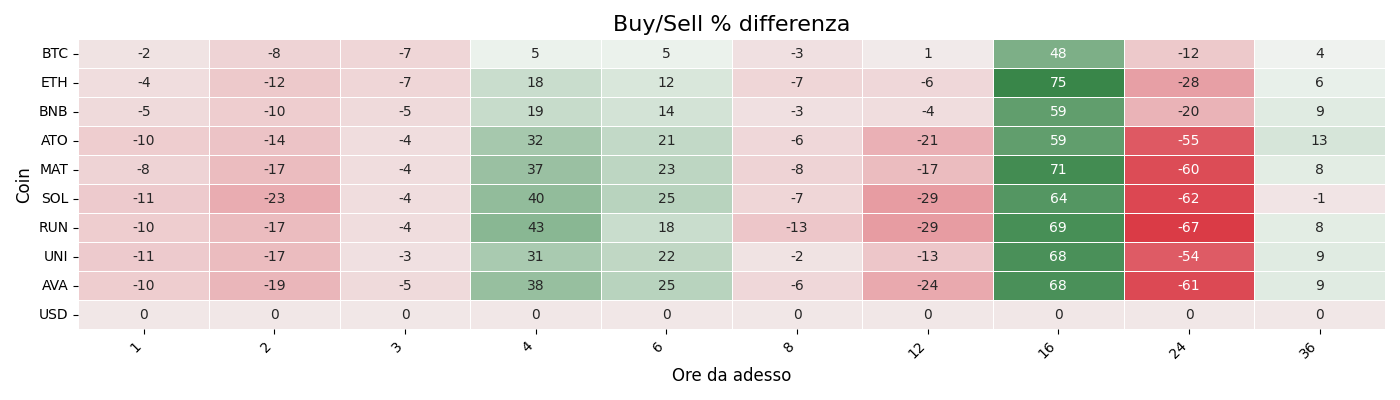 Buy/Sell % differenza
BTC -2 -8 -7 5 5 -3 1 48 -12 4
ETH -4 -12 -7 18 12 -7 -6 75 -28 6
BNB -5 -10 -5 19 14 -3 -4 59 -20 9
ATO -10 -14 -4 32 21 -6 -21 59 -55 13
MAT -8 -17 -4 37 23 -8 -17 71 -60 8
SOL -11 -23 -4 40 25 -7 -29 64 -62 -1
RUN -10 -17 -4 43 18 -13 -29 69 -67 8
UNI -11 -17 -3 31 22 -2 -13 68 -54 9
AVA -10 -19 -5 38 25 -6 -24 68 -61 9
USD 0 0 0 0 0 0 0 0 0 0
Coin
1 2 3 4 6 8 12 16 24 36
Ore da adesso